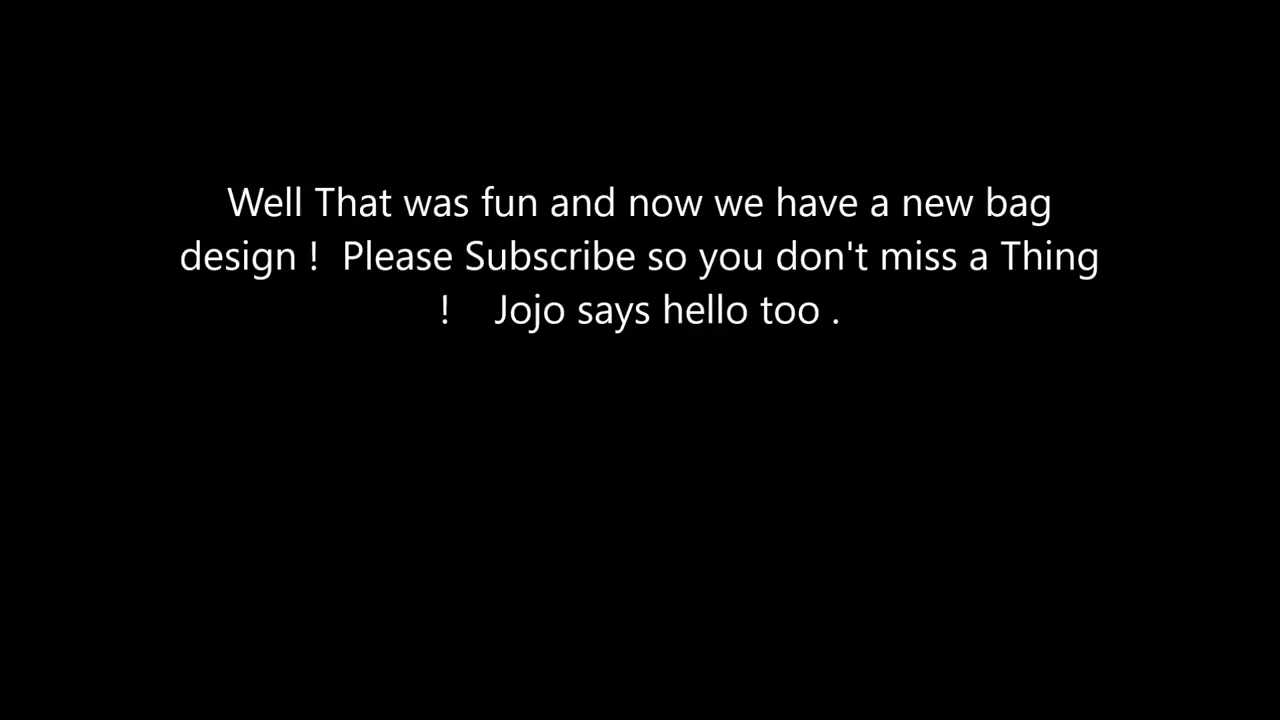 Well That was fun and now we have a new bag
design !  Please Subscribe so you don't miss a Thing
!    Jojo says hello too .